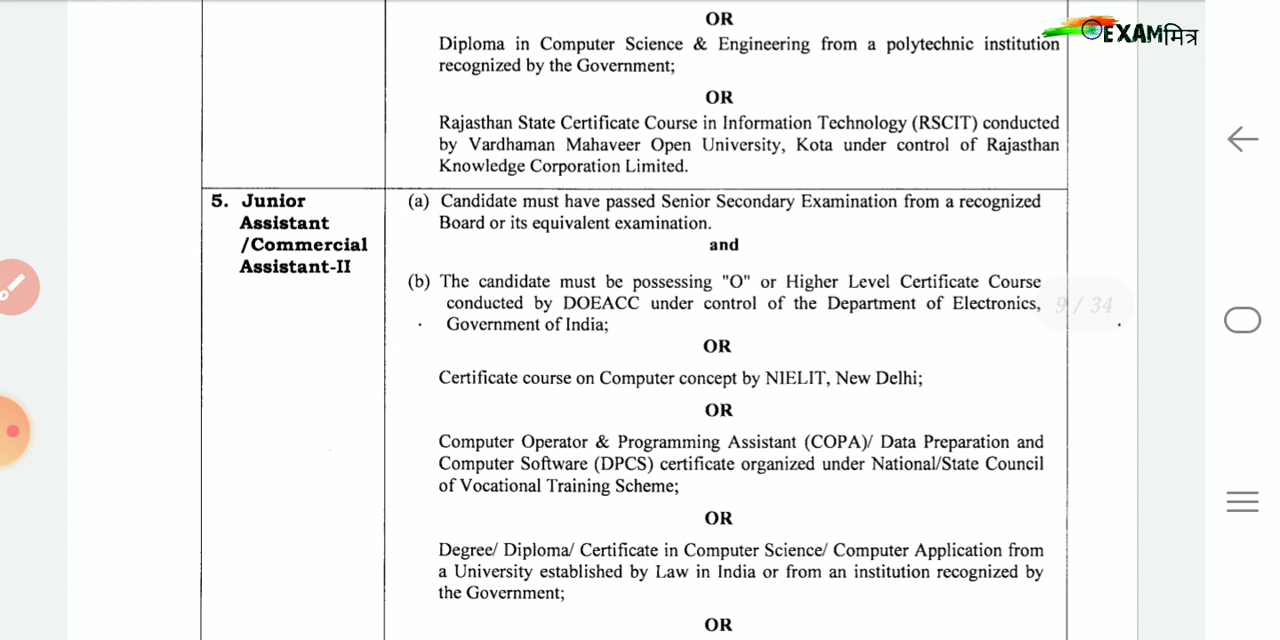 OR
EXAMमित्र
Diploma in Computer Science & Engineering from a polytechnic institution
recognized by the Government;
OR
Rajasthan State Certificate Course in Information Technology (RSCIT) conducted
by Vardhaman Mahaveer Open University, Kota under control of Rajasthan
Knowledge Corporation Limited.
5. Junior
Assistant
/Commercial
Assistant-II
(a) Candidate must have passed Senior Secondary Examination from a recognized
Board or its equivalent examination.
and
(b) The candidate must be possessing "O" or Higher Level Certificate Course
conducted by DOEACC under control of the Department of Electronics,
Government of India;
9 / 34
OR
Certificate course on Computer concept by NIELIT, New Delhi;
OR
Computer Operator & Programming Assistant (COPA)/ Data Preparation and
Computer Software (DPCS) certificate organized under National/State Council
of Vocational Training Scheme;
OR
Degree/ Diploma/ Certificate in Computer Science/ Computer Application from
a University established by Law in India or from an institution recognized by
the Government;
OR